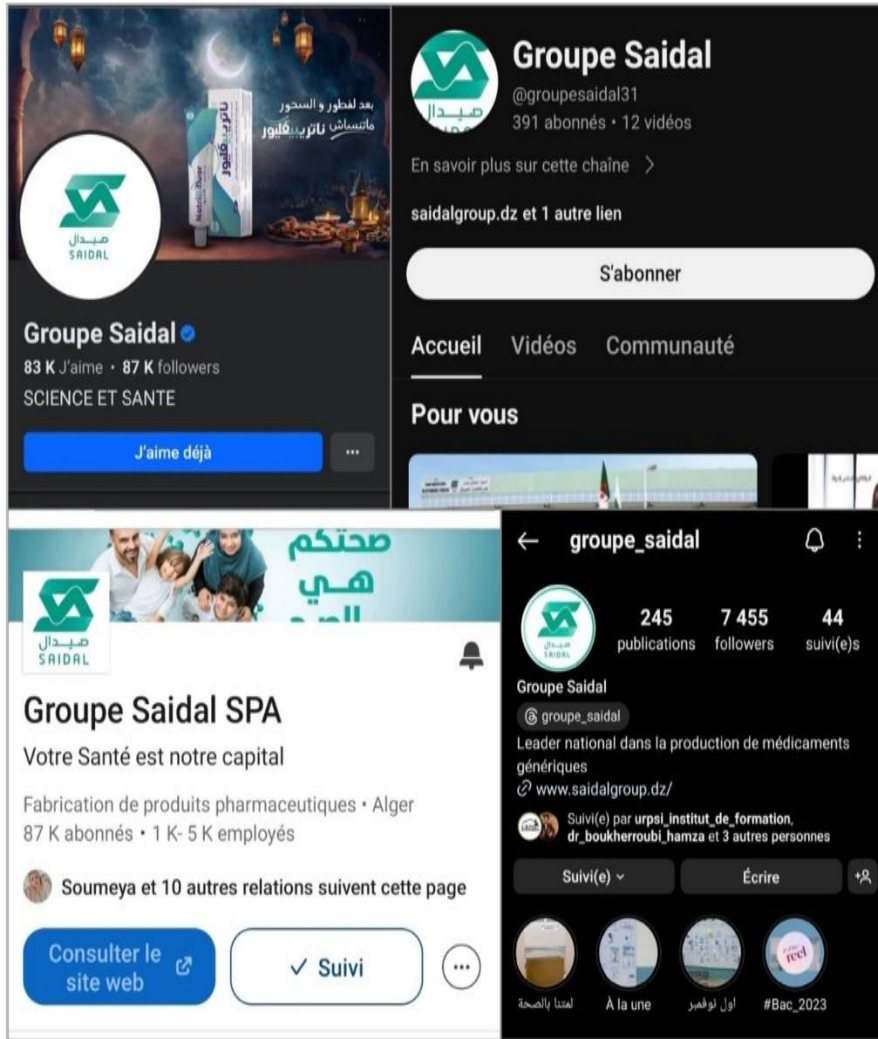 بعد لفطور و السحور
ماتنساش ناتريبيفليور
ناتريبيفليور
صيدال
SAIDAL
Groupe Saidal
83 K J'aime • 87 K followers
SCIENCE ET SANTE
J'aime déjà
...
صيدال
Groupe Saidal
@groupesaidal31
391 abonnés • 12 vidéos
En savoir plus sur cette chaîne >
saidalgroup.dz et 1 autre lien
S'abonner
Accueil Vidéos Communauté
Pour vous
صحتكم
هي
صيدال
SAIDAL
Groupe Saidal SPA
Votre Santé est notre capital
Fabrication de produits pharmaceutiques • Alger
87 K abonnés • 1 K- 5 K employés
Soumeya et 10 autres relations suivent cette page
Consulter le
site web
✓ Suivi
...
groupe_saidal
صيدال
SAIDAL
245 7 455 44
publications followers suivi(e)s
Groupe Saidal
groupe_saidal
Leader national dans la production de médicaments
génériques
www.saidalgroup.dz/
Suivi(e) par urpsi_institut_de_formation,
dr_boukherroubi_hamza et 3 autres personnes
Suivi(e) Écrire
reel
لمتنا بالصحة À la une اول نوفمبر #Bac_2023